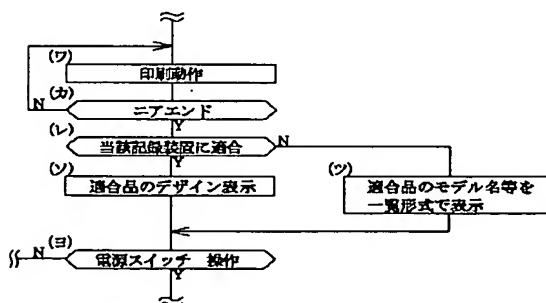 (ワ)
印刷動作
(カ)
N
ニアエンド
Y
(レ)
当該記録装置に適合
N
Y
(ソ)
適合品のデザイン表示
(ツ)
適合品のモデル名等を
一覧形式で表示
(ヨ)
N
電源スイッチ 操作
Y